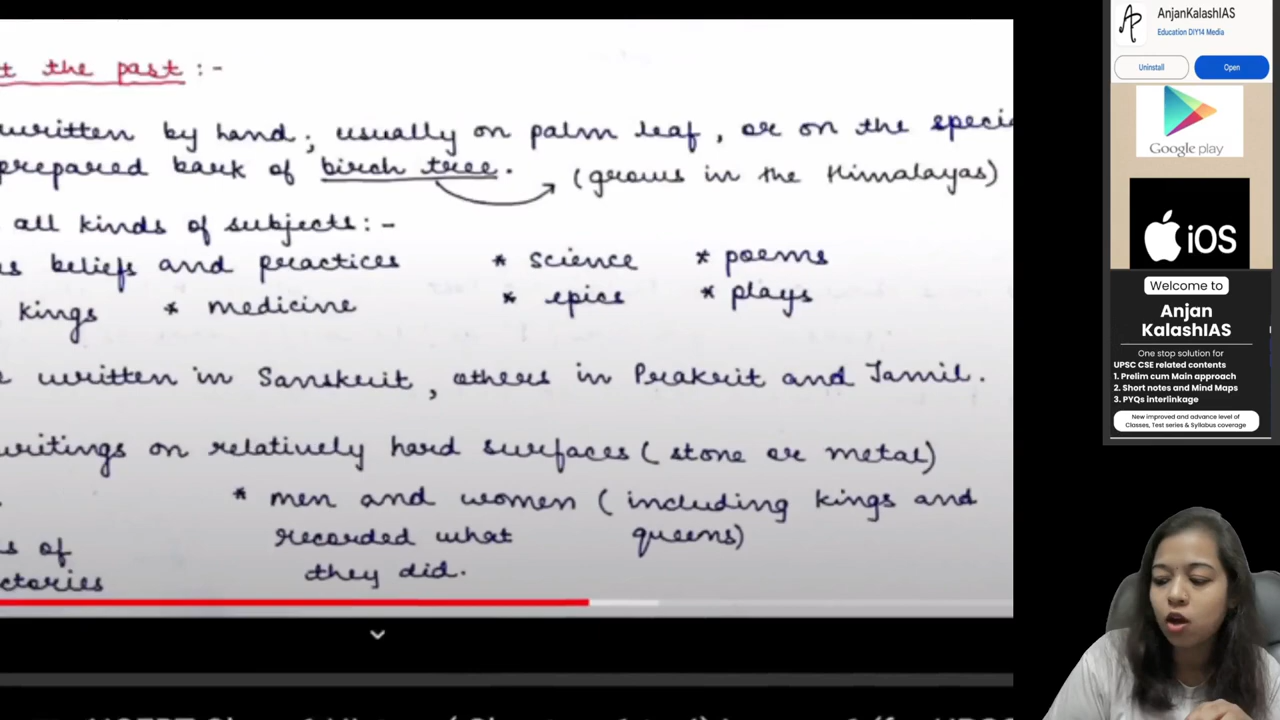 t the past :-
written by hand; usually on palm leaf, or on the speci
prepared bark of birch tree. (grows in the Himalayas)
all kinds of subjects:-
s beliefs and practices * science * poems
kings * medicine * epics * plays
e written in Sanskrit, others in Prakrit and Tamil.
writings on relatively hard surfaces (stone or metal)
* men and women (including kings and
s of recorded what queens)
ctories they did.
AnjanKalashIAS
Education DIY14 Media
Uninstall Open
Google play
iOS
Welcome to
Anjan
KalashIAS
One stop solution for
UPSC CSE related contents
1. Prelim cum Main approach
2. Short notes and Mind Maps
3. PYQs interlinkage
New improved and advance level of
Classes, Test series & Syllabus coverage